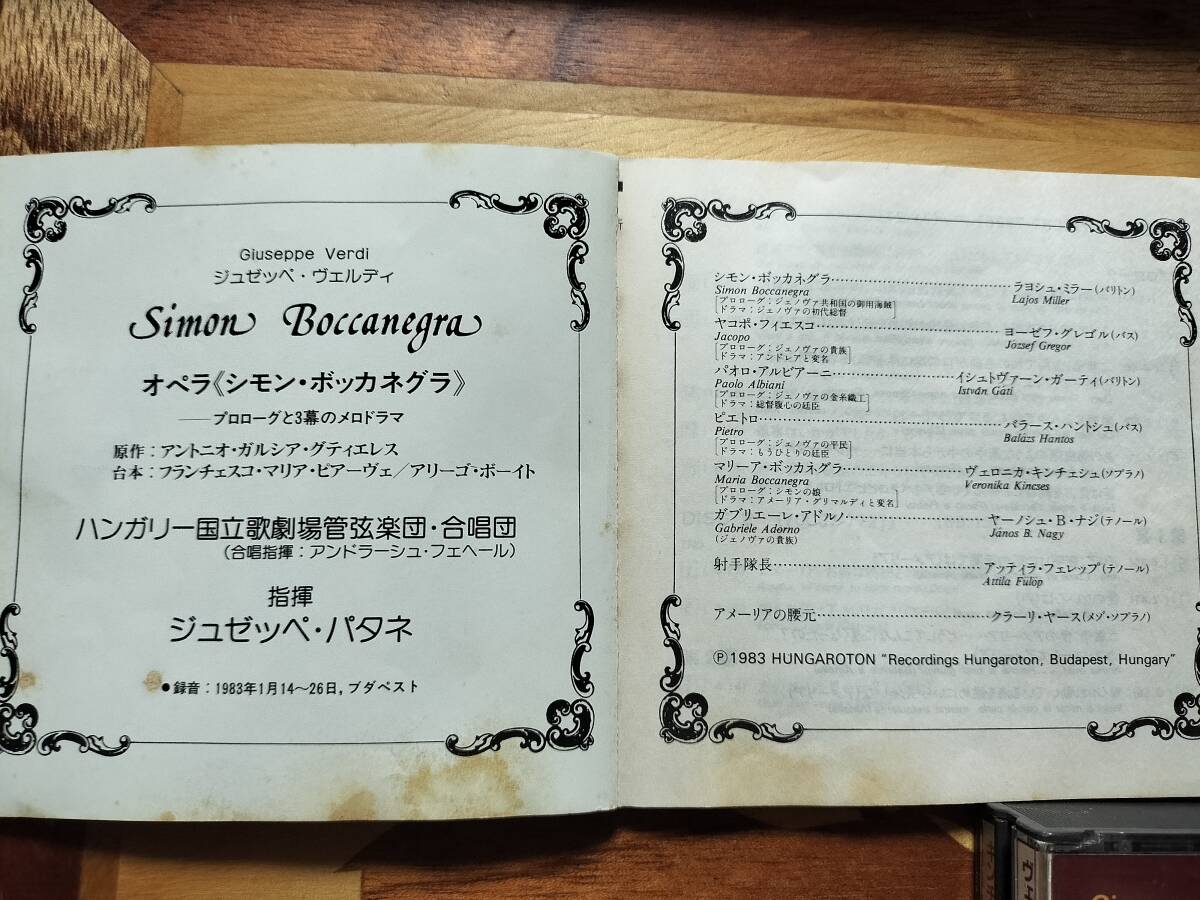 Giuseppe Verdi
ジュゼッペ・ヴェルディ
Simon Boccanegra
オペラ《シモン・ボッカネグラ》
——プロローグと3幕のメロドラマ
原作：アントニオ・ガルシア・グティエレス
台本：フランチェスコ・マリア・ピアーヴェ／アリーゴ・ボーイト
ハンガリー国立歌劇場管弦楽団・合唱団
(合唱指揮：アンドラーシュ・フェヘール)
指揮
ジュゼッペ・パタネ
●録音：1983年1月14〜26日, ブダペスト
シモン・ボッカネグラ……ラヨシュ・ミラー(バリトン)
Simon Boccanegra Lajos Miller
[プロローグ：ジェノヴァ共和国の御用海賊]
[ドラマ：ジェノヴァの初代総督]
ヤコポ・フィエスコ……ヨーゼフ・グレゴル(バス)
Jacopo József Gregor
[プロローグ：ジェノヴァの貴族]
[ドラマ：アンドレアと変名]
パオロ・アルビアーニ……イシュトヴァーン・ガーティ(バリトン)
Paolo Albiani István Gáti
[プロローグ：ジェノヴァの金糸織工]
[ドラマ：総督腹心の廷臣]
ピエトロ……バラース・ハントシュ(バス)
Pietro Balázs Hantos
[プロローグ：ジェノヴァの平民]
[ドラマ：もうひとりの廷臣]
マリーア・ボッカネグラ……ヴェロニカ・キンチェシュ(ソプラノ)
Maria Boccanegra Veronika Kincses
[プロローグ：シモンの娘]
[ドラマ：アメーリア・グリマルディと変名]
ガブリエーレ・アドルノ……ヤーノシュ・B・ナジ(テノール)
Gabriele Adorno János B. Nagy
(ジェノヴァの貴族)
射手隊長……アッティラ・フェレップ(テノール)
Attila Fülöp
アメーリアの腰元……クラーリ・ヤース(メゾ・ソプラノ)
Ⓟ1983 HUNGAROTON "Recordings Hungaroton, Budapest, Hungary"